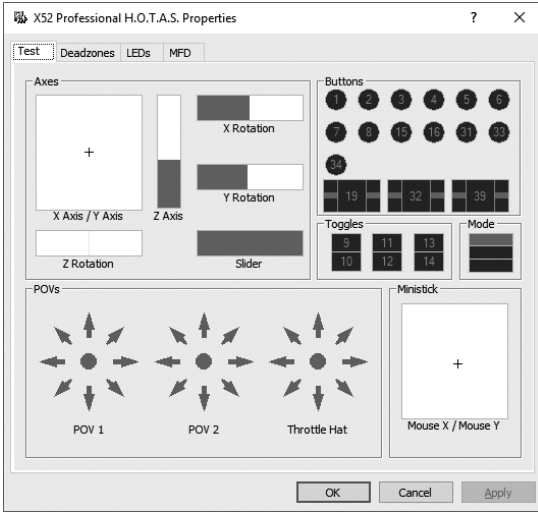 X52 Professional H.O.T.A.S. Properties ? ×
Test Deadzones LEDs MFD
Axes
X Axis / Y Axis
Z Axis
X Rotation
Y Rotation
Z Rotation
Slider
Buttons
1 2 3 4 5 6
7 8 15 16 31 33
34
19 32 39
Toggles
9 11 13
10 12 14
Mode
POVs
POV 1 POV 2 Throttle Hat
Ministick
Mouse X / Mouse Y
OK Cancel Apply